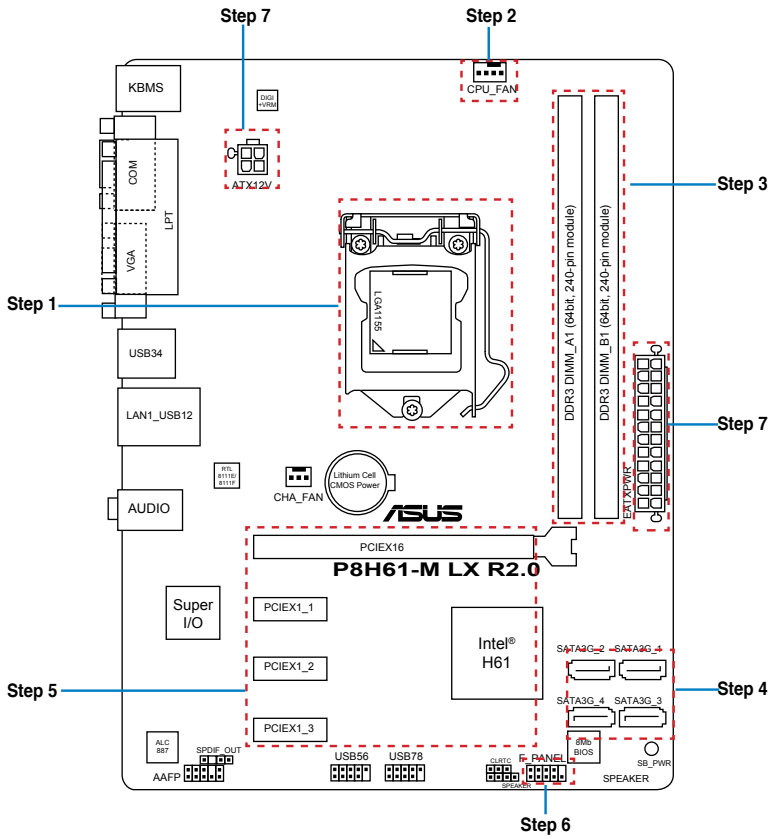 Step 7
Step 2
KBMS
DIGI
+VRM
CPU_FAN
ATX12V
COM
LPT
VGA
Step 3
DDR3 DIMM_A1 (64bit, 240-pin module)
DDR3 DIMM_B1 (64bit, 240-pin module)
Step 1
LGA1155
USB34
LAN1_USB12
EATXPWR
Step 7
RTL
8111E/
8111F
CHA_FAN
Lithium Cell
CMOS Power
AUDIO
ASUS
PCIEX16
P8H61-M LX R2.0
Super
I/O
PCIEX1_1
Intel®
H61
PCIEX1_2
SATA3G_2
SATA3G_1
Step 5
Step 4
SATA3G_4
SATA3G_3
PCIEX1_3
ALC
887
SPDIF_OUT
AAFP
USB56
USB78
CLRTC
SPEAKER
F_PANEL
8Mb
BIOS
SB_PWR
SPEAKER
Step 6